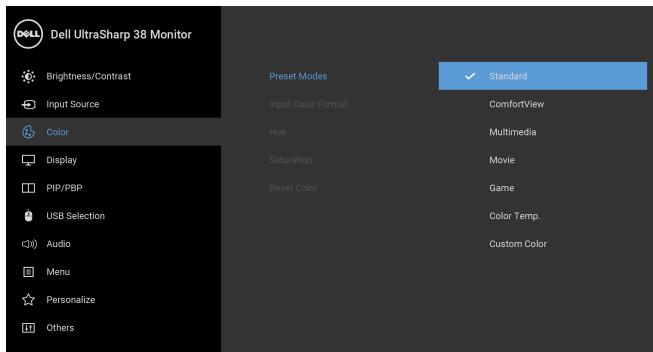 DELL
Dell UltraSharp 38 Monitor
Brightness/Contrast
Input Source
Color
Display
PIP/PBP
USB Selection
Audio
Menu
Personalize
Others
Preset Modes
Input Color Format
Hue
Saturation
Reset Color
Standard
ComfortView
Multimedia
Movie
Game
Color Temp.
Custom Color